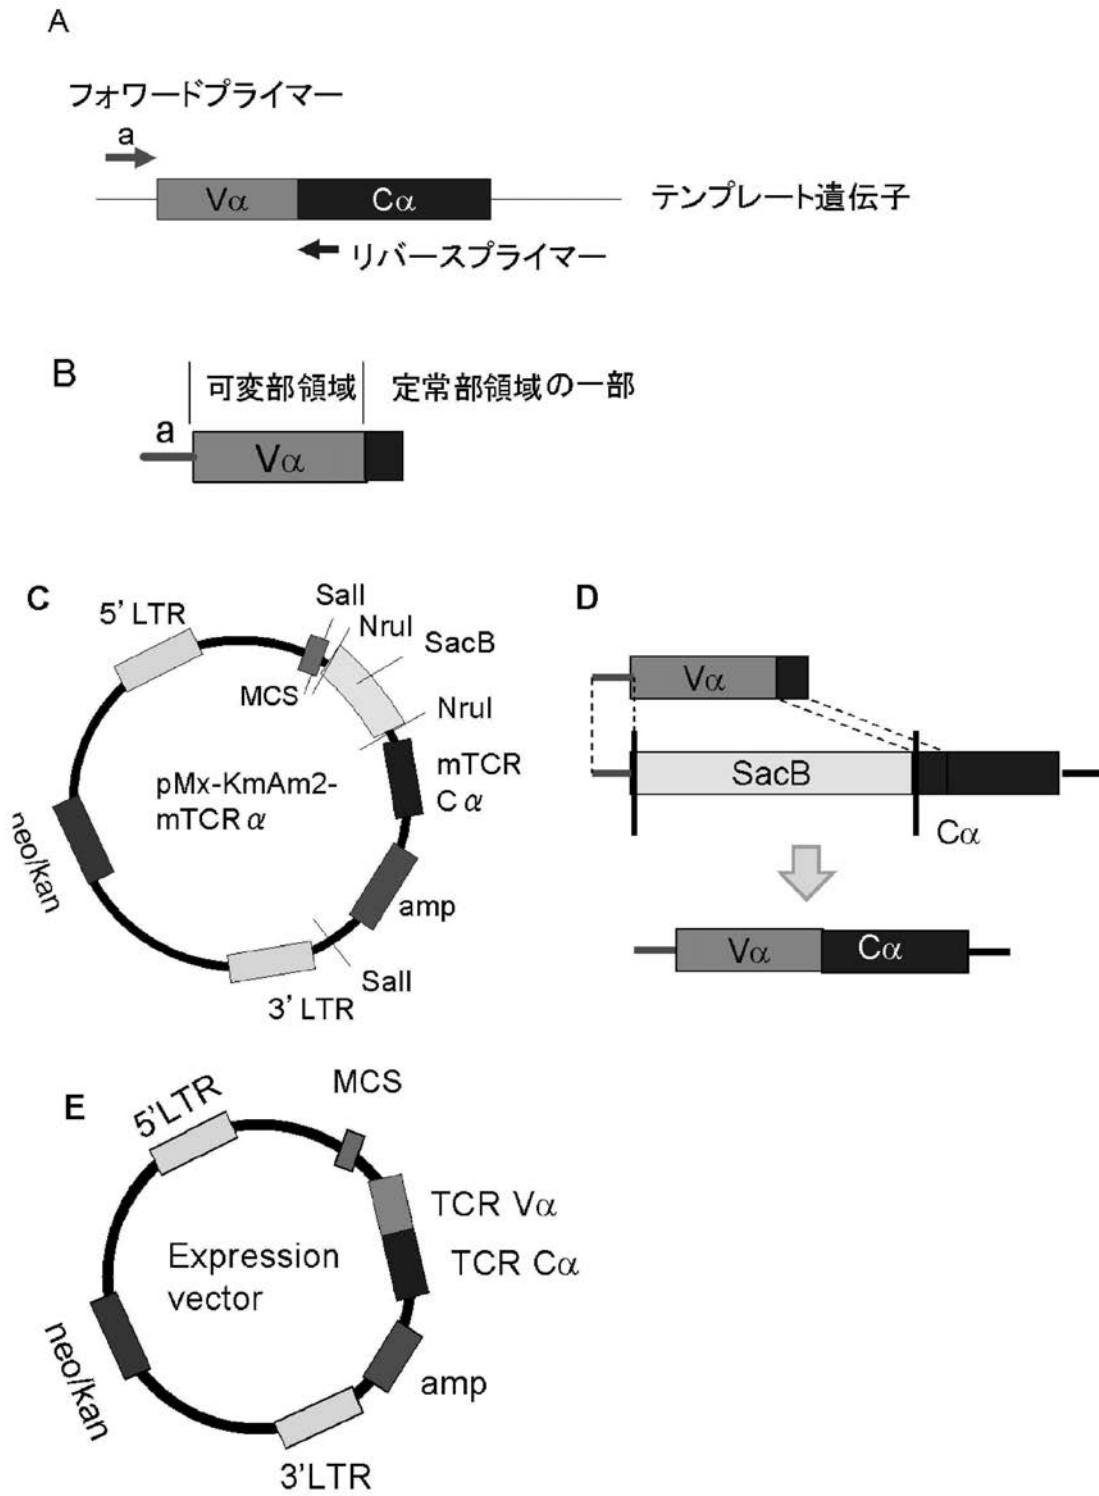 A
フォワードプライマー
a
Vα
Cα
テンプレート遺伝子
リバースプライマー
B
可変部領域
定常部領域の一部
a
Vα
C
5' LTR
SalI
NruI
SacB
MCS
NruI
pMx-KmAm2-
mTCR α
mTCR
C α
neo/kan
amp
SalI
3' LTR
D
Vα
SacB
Cα
Vα
Cα
E
5'LTR
MCS
TCR Vα
TCR Cα
Expression
vector
neo/kan
amp
3'LTR